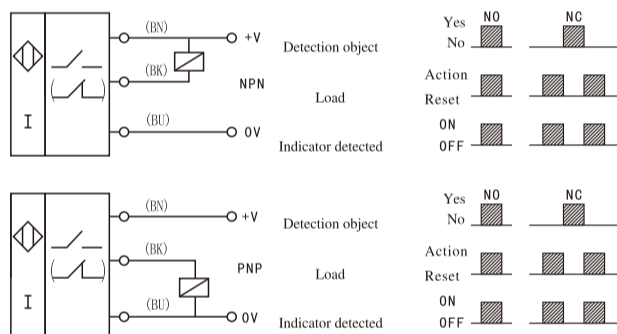 Yes NO NC
(BN) +V Detection object No
(BK) NPN Action
Load Reset
I
(BU) 0V ON
Indicator detected OFF
Yes NO NC
(BN) +V Detection object No
(BK) PNP Action
Load Reset
I
(BU) 0V ON
Indicator detected OFF